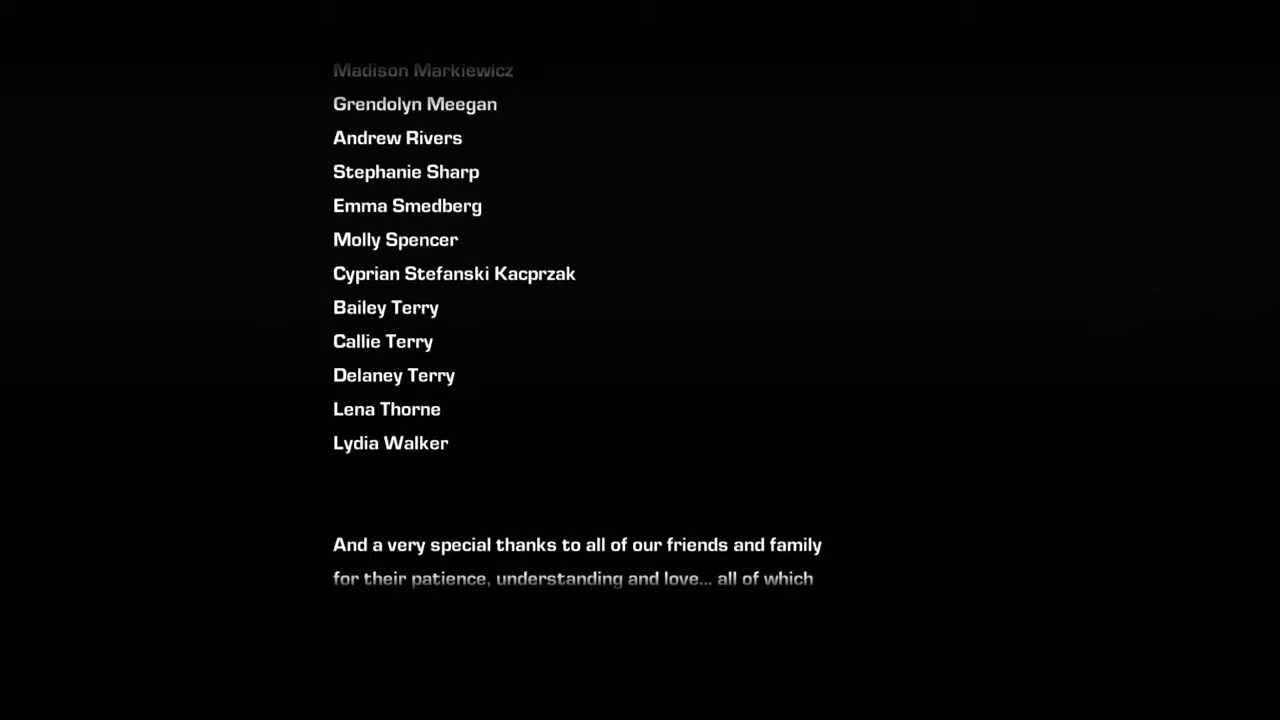 Madison Markiewicz
Grendolyn Meegan
Andrew Rivers
Stephanie Sharp
Emma Smedberg
Molly Spencer
Cyprian Stefanski Kacprzak
Bailey Terry
Callie Terry
Delaney Terry
Lena Thorne
Lydia Walker
And a very special thanks to all of our friends and family
for their patience, understanding and love... all of which